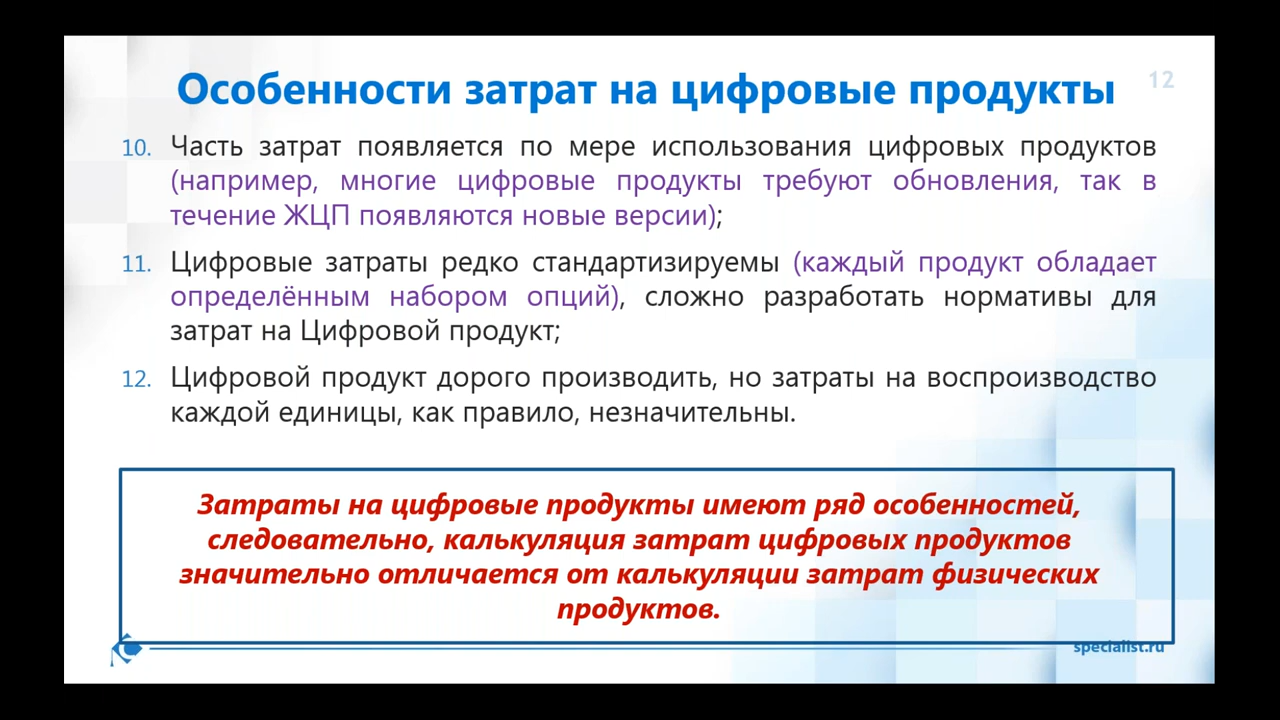 Особенности затрат на цифровые продукты
12
10. Часть затрат появляется по мере использования цифровых продуктов
(например, многие цифровые продукты требуют обновления, так в
течение ЖЦП появляются новые версии);
11. Цифровые затраты редко стандартизируемы (каждый продукт обладает
определённым набором опций), сложно разработать нормативы для
затрат на Цифровой продукт;
12. Цифровой продукт дорого производить, но затраты на воспроизводство
каждой единицы, как правило, незначительны.
Затраты на цифровые продукты имеют ряд особенностей,
следовательно, калькуляция затрат цифровых продуктов
значительно отличается от калькуляции затрат физических
продуктов.
specialist.ru